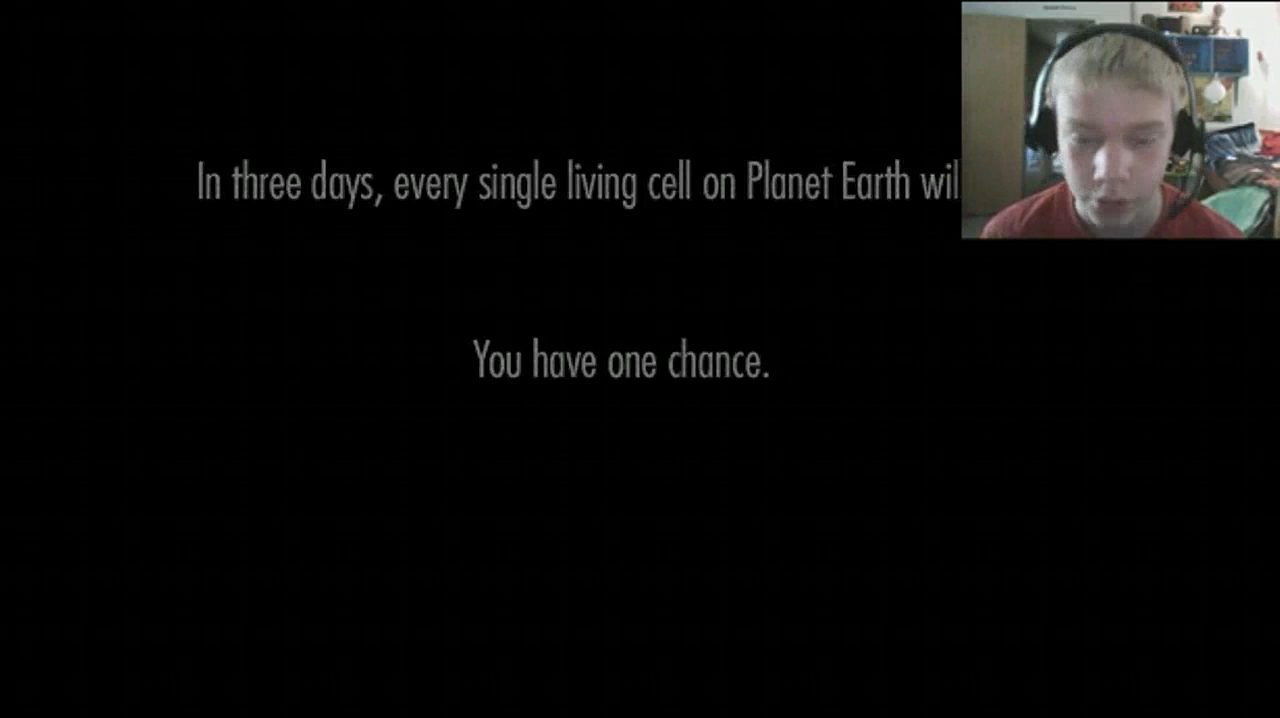 In three days, every single living cell on Planet Earth wil
You have one chance.